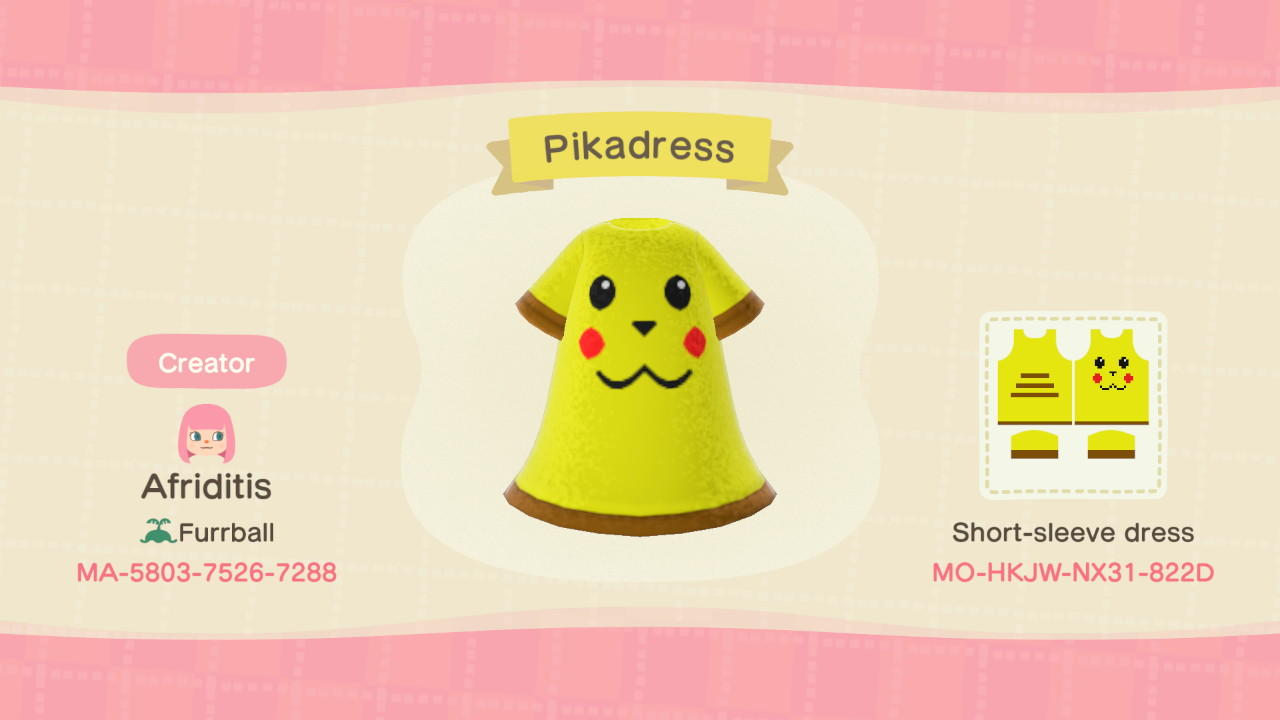 Pikadress
Creator
Afriditis
Furrball
MA-5803-7526-7288
Short-sleeve dress
MO-HKJW-NX31-822D